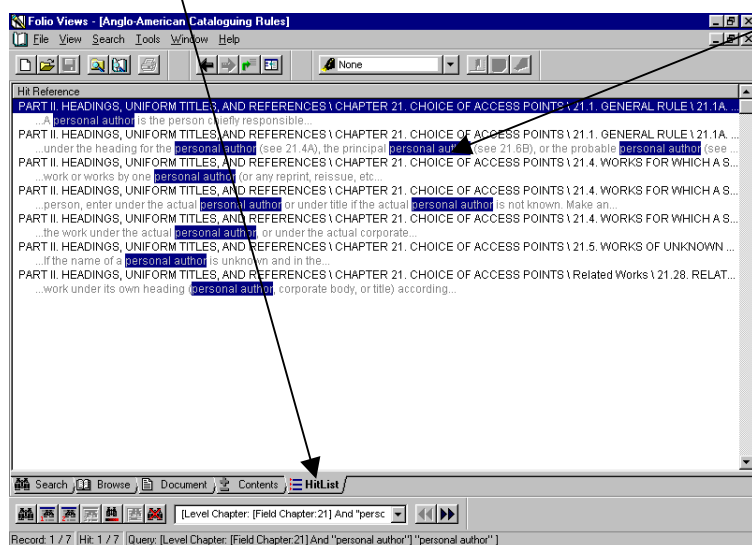 Folio Views - [Anglo-American Cataloguing Rules]
File View Search Tools Window Help
None
Hit Reference
PART II. HEADINGS, UNIFORM TITLES, AND REFERENCES \ CHAPTER 21. CHOICE OF ACCESS POINTS \ 21.1. GENERAL RULE \ 21.1A. ...
...A personal author is the person chiefly responsible...
PART II. HEADINGS, UNIFORM TITLES, AND REFERENCES \ CHAPTER 21. CHOICE OF ACCESS POINTS \ 21.1. GENERAL RULE \ 21.1A. ...
...under the heading for the personal author (see 21.4A), the principal personal author (see 21.6B), or the probable personal author (see ...
PART II. HEADINGS, UNIFORM TITLES, AND REFERENCES \ CHAPTER 21. CHOICE OF ACCESS POINTS \ 21.4. WORKS FOR WHICH A S...
...work or works by one personal author (or any reprint, reissue, etc...
PART II. HEADINGS, UNIFORM TITLES, AND REFERENCES \ CHAPTER 21. CHOICE OF ACCESS POINTS \ 21.4. WORKS FOR WHICH A S...
...person, enter under the actual personal author or under title if the actual personal author is not known. Make an...
PART II. HEADINGS, UNIFORM TITLES, AND REFERENCES \ CHAPTER 21. CHOICE OF ACCESS POINTS \ 21.4. WORKS FOR WHICH A S...
...the work under the actual personal author, or under the actual corporate...
PART II. HEADINGS, UNIFORM TITLES, AND REFERENCES \ CHAPTER 21. CHOICE OF ACCESS POINTS \ 21.5. WORKS OF UNKNOWN ...
...If the name of a personal author is unknown and in the...
PART II. HEADINGS, UNIFORM TITLES, AND REFERENCES \ CHAPTER 21. CHOICE OF ACCESS POINTS \ Related Works \ 21.28. RELAT...
...work under its own heading (personal author, corporate body, or title) according...
Search Browse Document Contents HitList
[Level Chapter: [Field Chapter:21] And "persc
Record: 1 / 7 Hit: 1 / 7 Query: [Level Chapter: [Field Chapter:21] And "personal author"] "personal author" ]